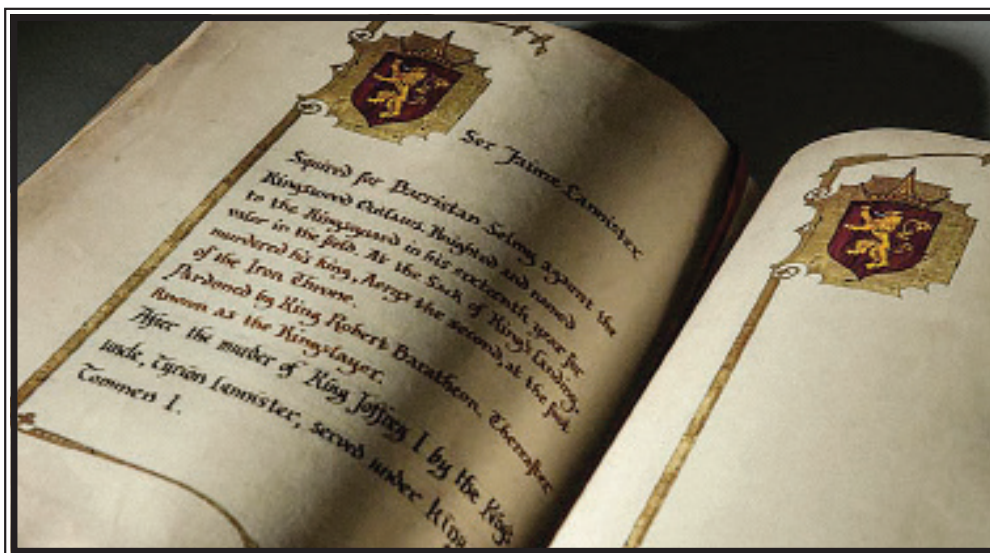 Ser Jaime Lannister
Squired for Barristan Selmy against the
Kingswood Outlaws. Knighted and named
to the Kingsguard in his sixteenth year for
valor in the field. At the Sack of King's Landing,
murdered his king, Aerys the second, at the foot
of the Iron Throne.
Pardoned by King Robert Baratheon. Thereafter
known as the Kingslayer.
After the murder of King Joffrey I by the King's
uncle, Tyrion Lannister, served under King
Tommen I.